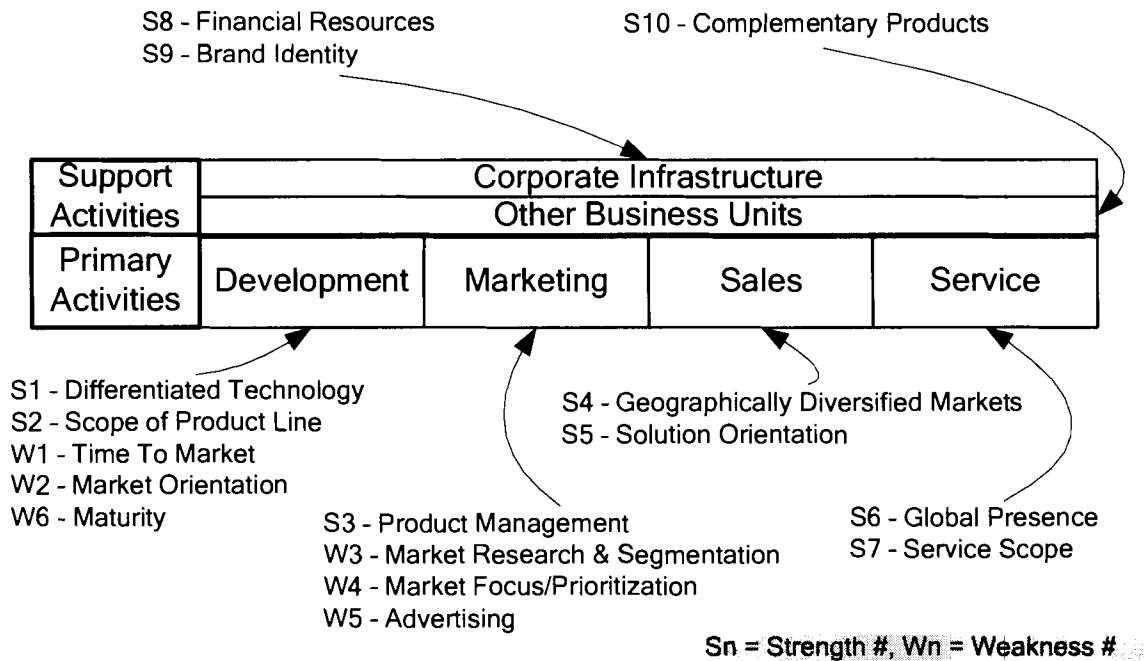 S8 - Financial Resources
S9 - Brand Identity
S10 - Complementary Products
Support
Activities
Corporate Infrastructure
Other Business Units
Primary
Activities
Development
Marketing
Sales
Service
S1 - Differentiated Technology
S2 - Scope of Product Line
W1 - Time To Market
W2 - Market Orientation
W6 - Maturity
S3 - Product Management
W3 - Market Research & Segmentation
W4 - Market Focus/Prioritization
W5 - Advertising
S4 - Geographically Diversified Markets
S5 - Solution Orientation
S6 - Global Presence
S7 - Service Scope
Sn = Strength #, Wn = Weakness #